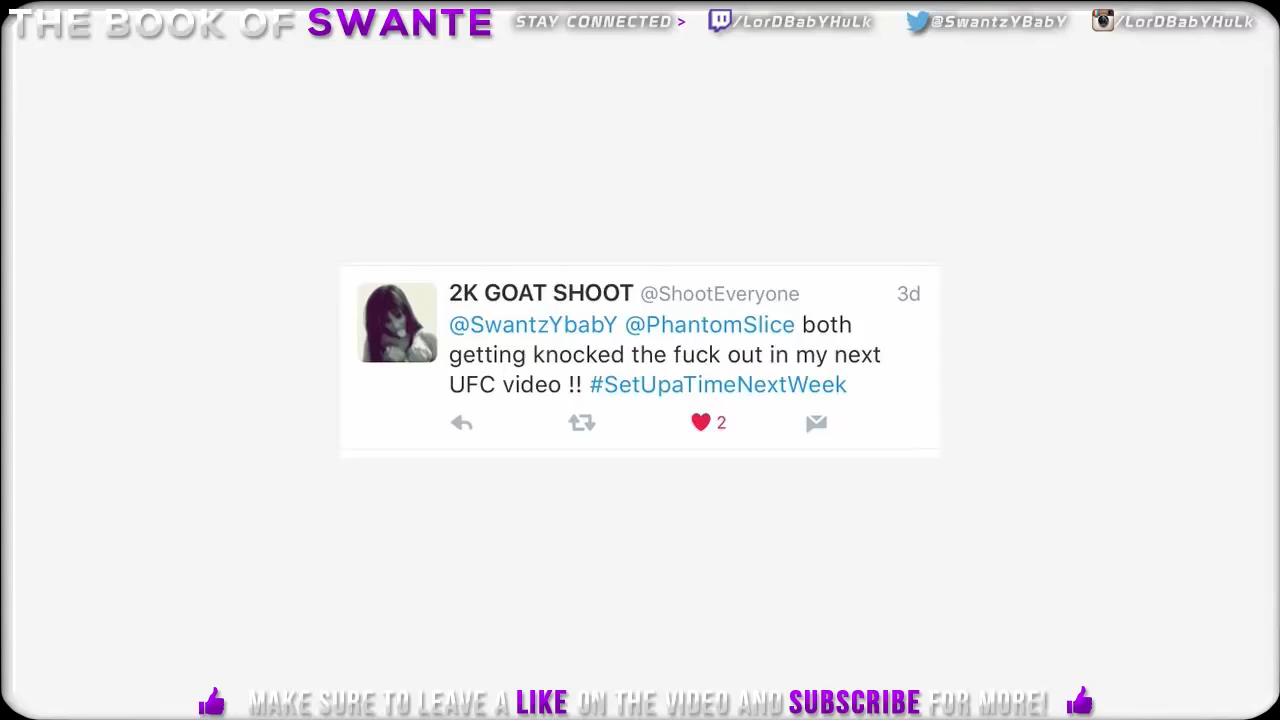 THE BOOK OF SWANTE STAY CONNECTED > /LorDBabYHuLk @SwantzYBabY /LorDBabYHuLk
2K GOAT SHOOT @ShootEveryone 3d
@SwantzYbabY @PhantomSlice both
getting knocked the fuck out in my next
UFC video !! #SetUpaTimeNextWeek
2
MAKE SURE TO LEAVE A LIKE ON THE VIDEO AND SUBSCRIBE FOR MORE!